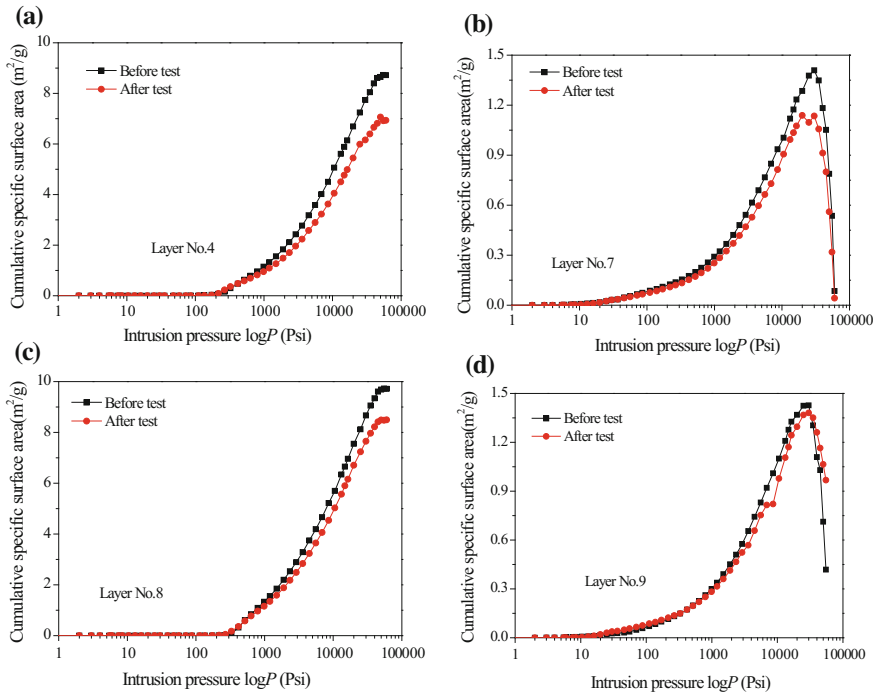 (a)
10
8
6
4
2
0
Cumulative specific surface area (m²/g)
Before test
After test
Layer No.4
1 10 100 1000 10000 100000
Intrusion pressure logP (Psi)
(b)
1.5
1.2
0.9
0.6
0.3
0.0
Cumulative specific surface area(m²/g)
Before test
After test
Layer No.7
1 10 100 1000 10000 100000
Intrusion pressure logP (Psi)
(c)
10
8
6
4
2
0
Cumulative specific surface area(m²/g)
Before test
After test
Layer No.8
1 10 100 1000 10000 100000
Intrusion pressure logP (Psi)
(d)
1.5
1.2
0.9
0.6
0.3
0.0
Cumulative specific surface area(m²/g)
Before test
After test
Layer No.9
1 10 100 1000 10000 100000
Intrusion pressure logP (Psi)